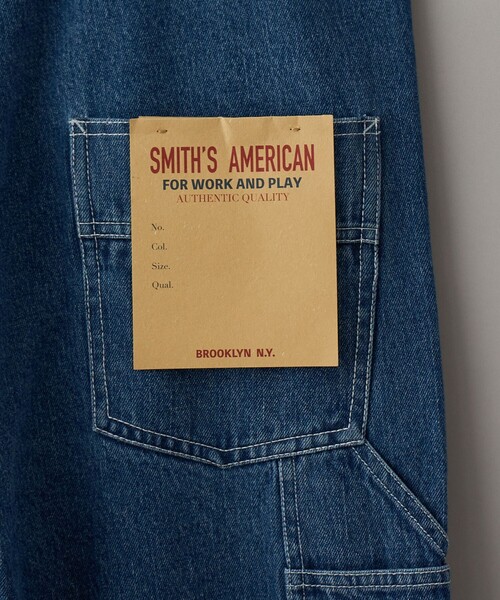 SMITH'S AMERICAN
FOR WORK AND PLAY
AUTHENTIC QUALITY
No.
Col.
Size.
Qual.
BROOKLYN N.Y.